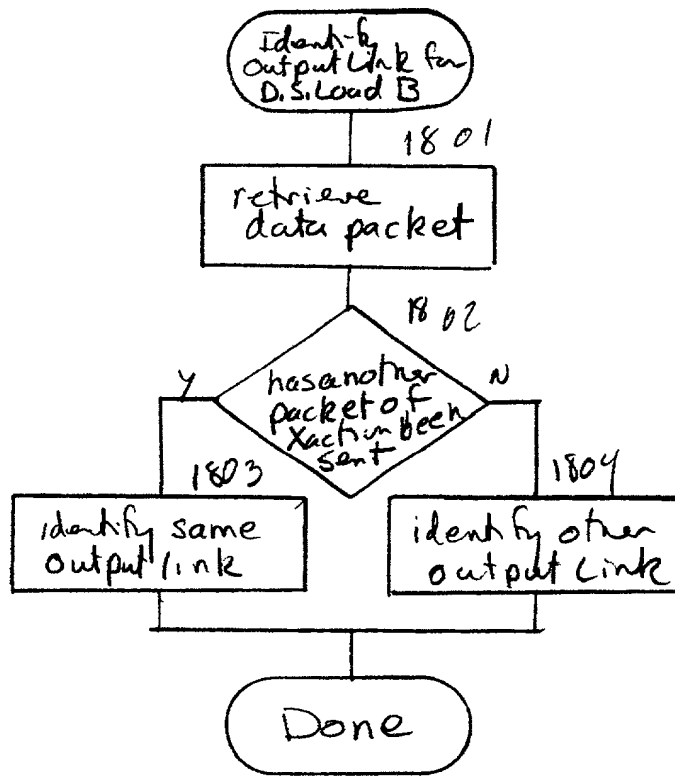 Identify
output Link for
D.S. Load B
1801
retrieve
data packet
1802
has another
packet of
Xaction been
sent
Y
N
1803
1804
identify same
output link
identify other
output Link
Done